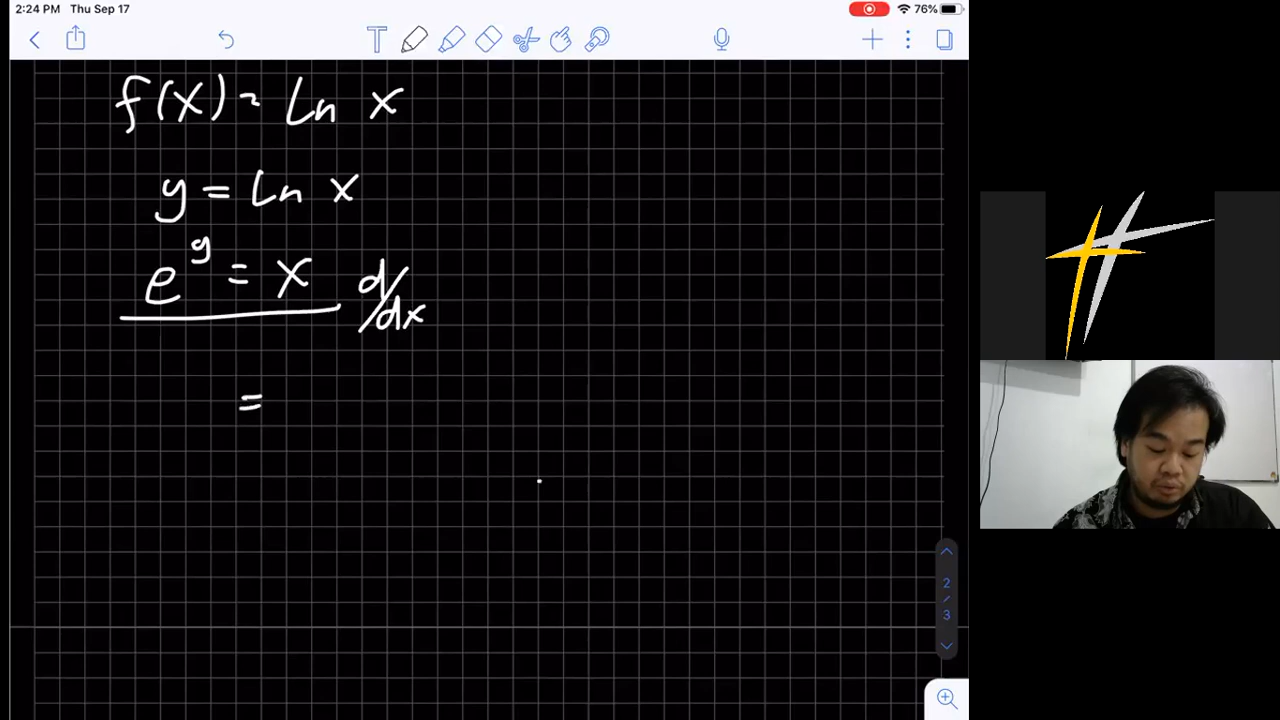 2:24 PM Thu Sep 17
76%
T
f(x) = ln x
y = ln x
e^y = x d/dx
=
2
/
3